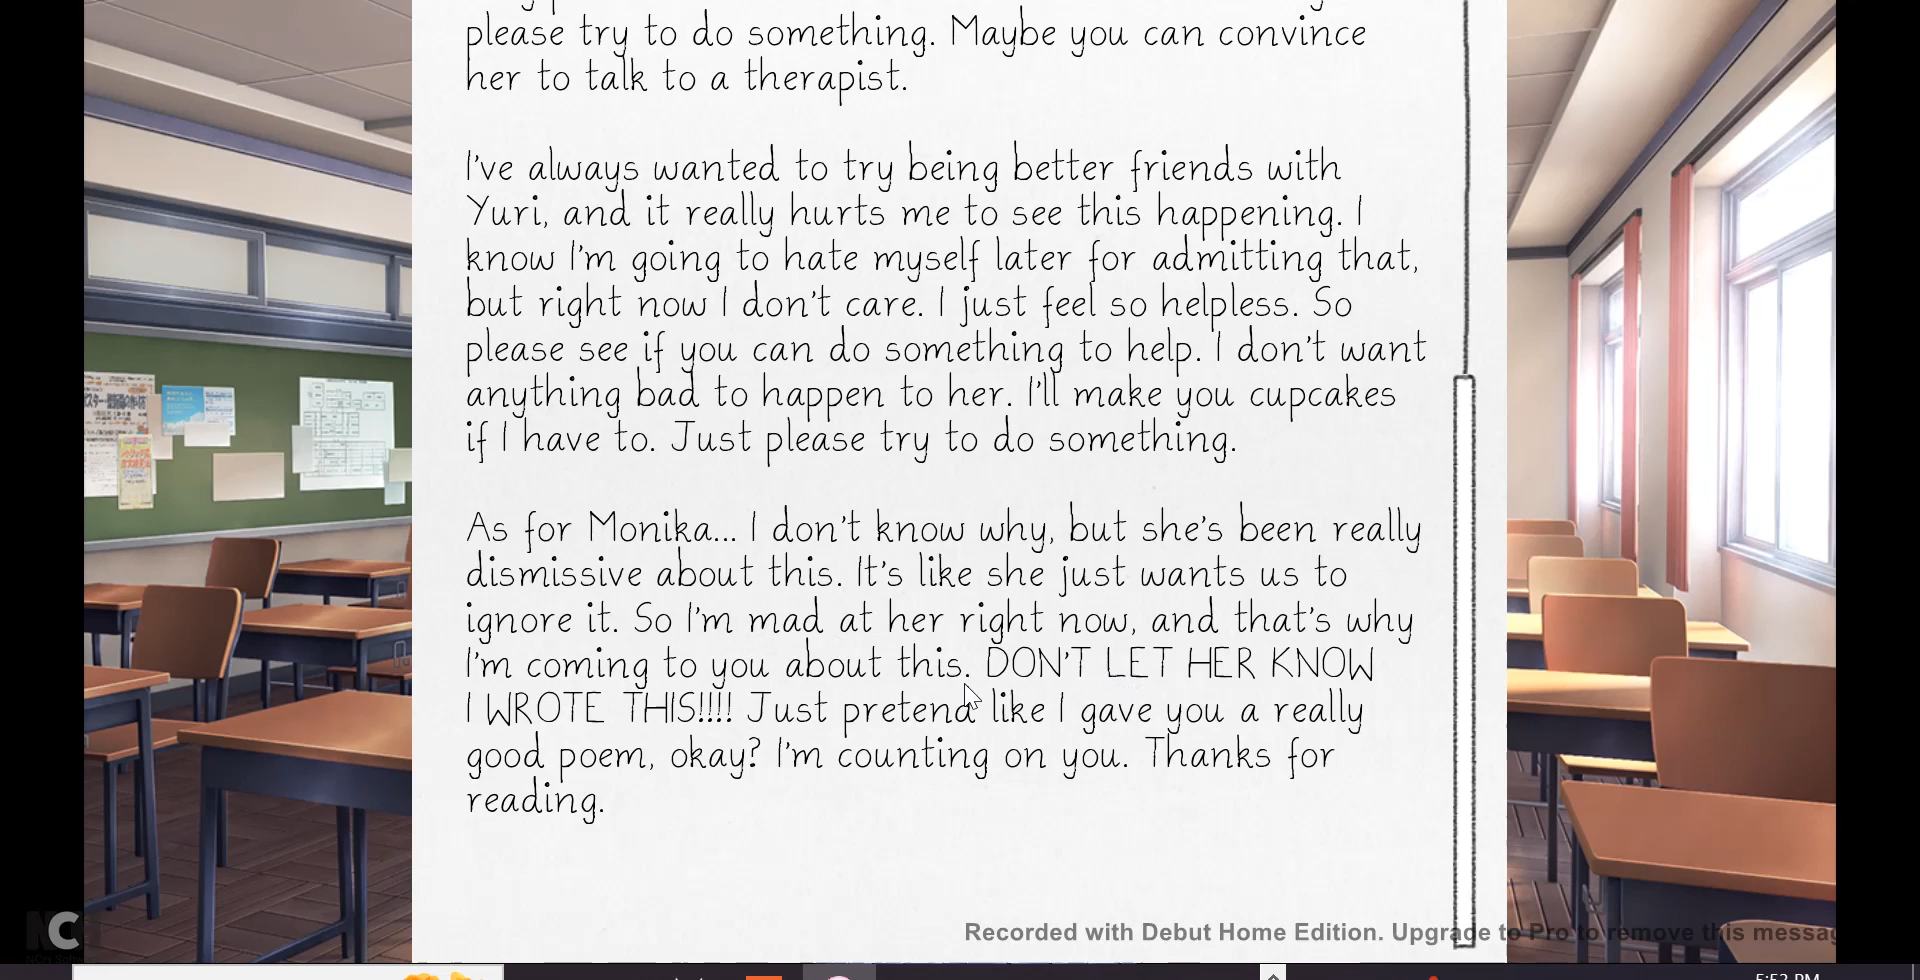 please try to do something. Maybe you can convince
her to talk to a therapist.
I've always wanted to try being better friends with
Yuri, and it really hurts me to see this happening. I
know I'm going to hate myself later for admitting that,
but right now I don't care. I just feel so helpless. So
please see if you can do something to help. I don't want
anything bad to happen to her. I'll make you cupcakes
if I have to. Just please try to do something.
As for Monika... I don't know why, but she's been really
dismissive about this. It's like she just wants us to
ignore it. So I'm mad at her right now, and that's why
I'm coming to you about this. DON'T LET HER KNOW
I WROTE THIS!!!! Just pretend like I gave you a really
good poem, okay? I'm counting on you. Thanks for
reading.
NC
Recorded with Debut Home Edition. Upgrade to Pro to remove this messag
5:53 PM